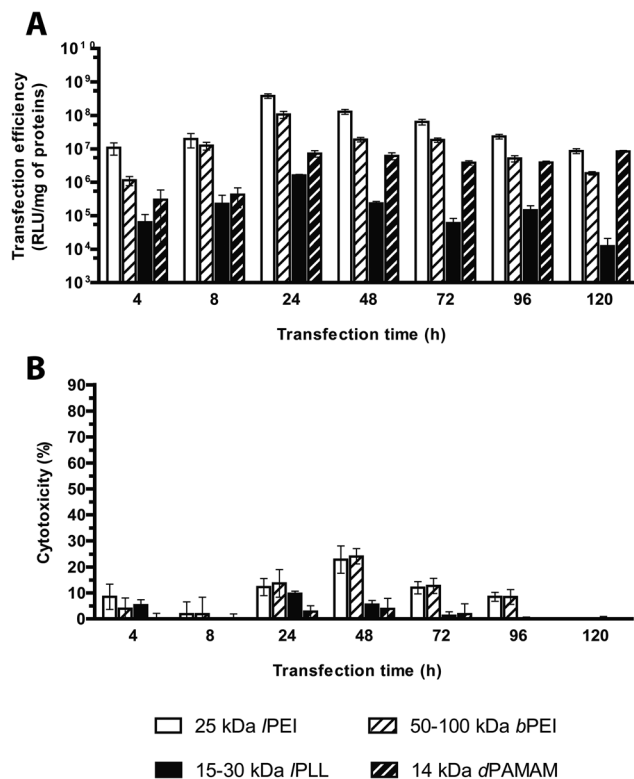 A
Transfection efficiency
(RLU/mg of proteins)
10^10
10^9
10^8
10^7
10^6
10^5
10^4
10^3
4 8 24 48 72 96 120
Transfection time (h)
B
Cytotoxicity (%)
90
80
70
60
50
40
30
20
10
0
4 8 24 48 72 96 120
Transfection time (h)
25 kDa lPEI 50-100 kDa bPEI
15-30 kDa lPLL 14 kDa dPAMAM